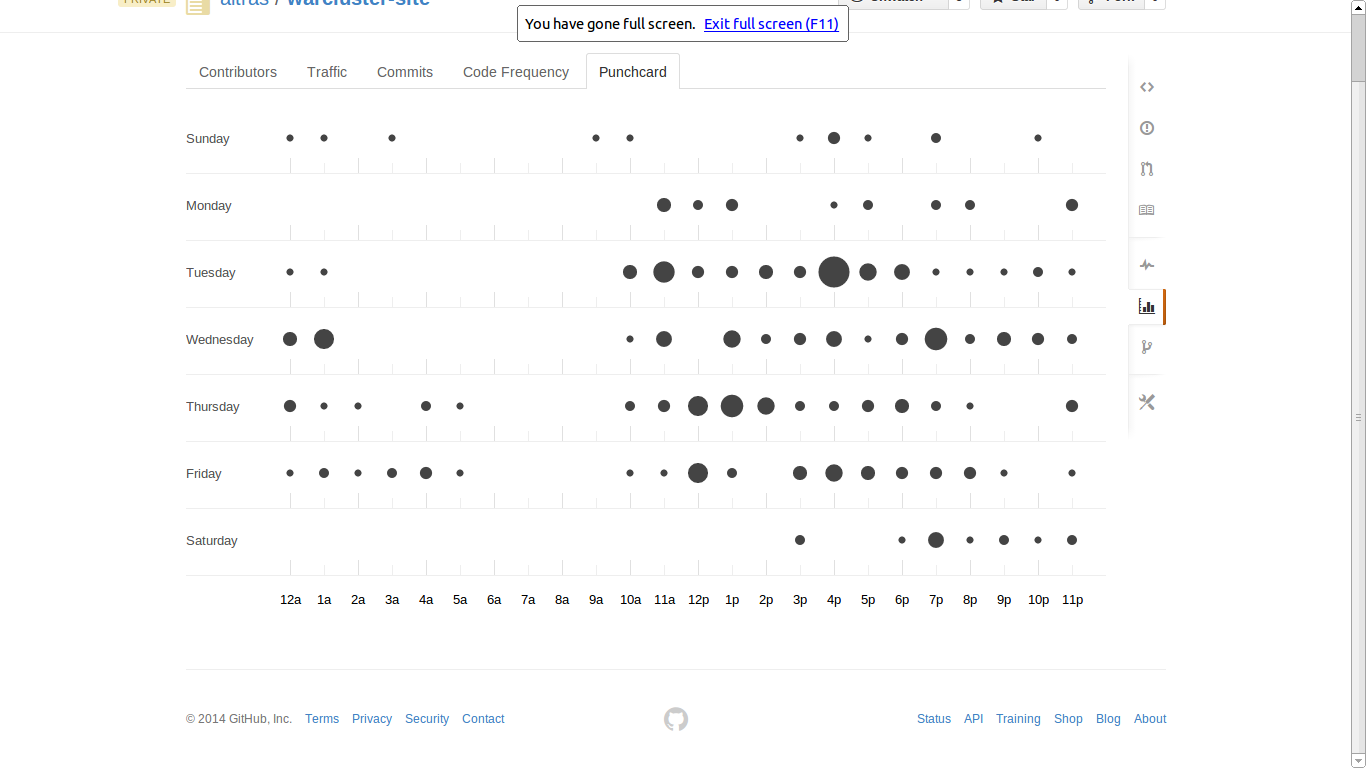 PRIVATE altras / warcluster-site
You have gone full screen. Exit full screen (F11)
Contributors Traffic Commits Code Frequency Punchcard
Sunday
Monday
Tuesday
Wednesday
Thursday
Friday
Saturday
12a 1a 2a 3a 4a 5a 6a 7a 8a 9a 10a 11a 12p 1p 2p 3p 4p 5p 6p 7p 8p 9p 10p 11p
© 2014 GitHub, Inc. Terms Privacy Security Contact Status API Training Shop Blog About